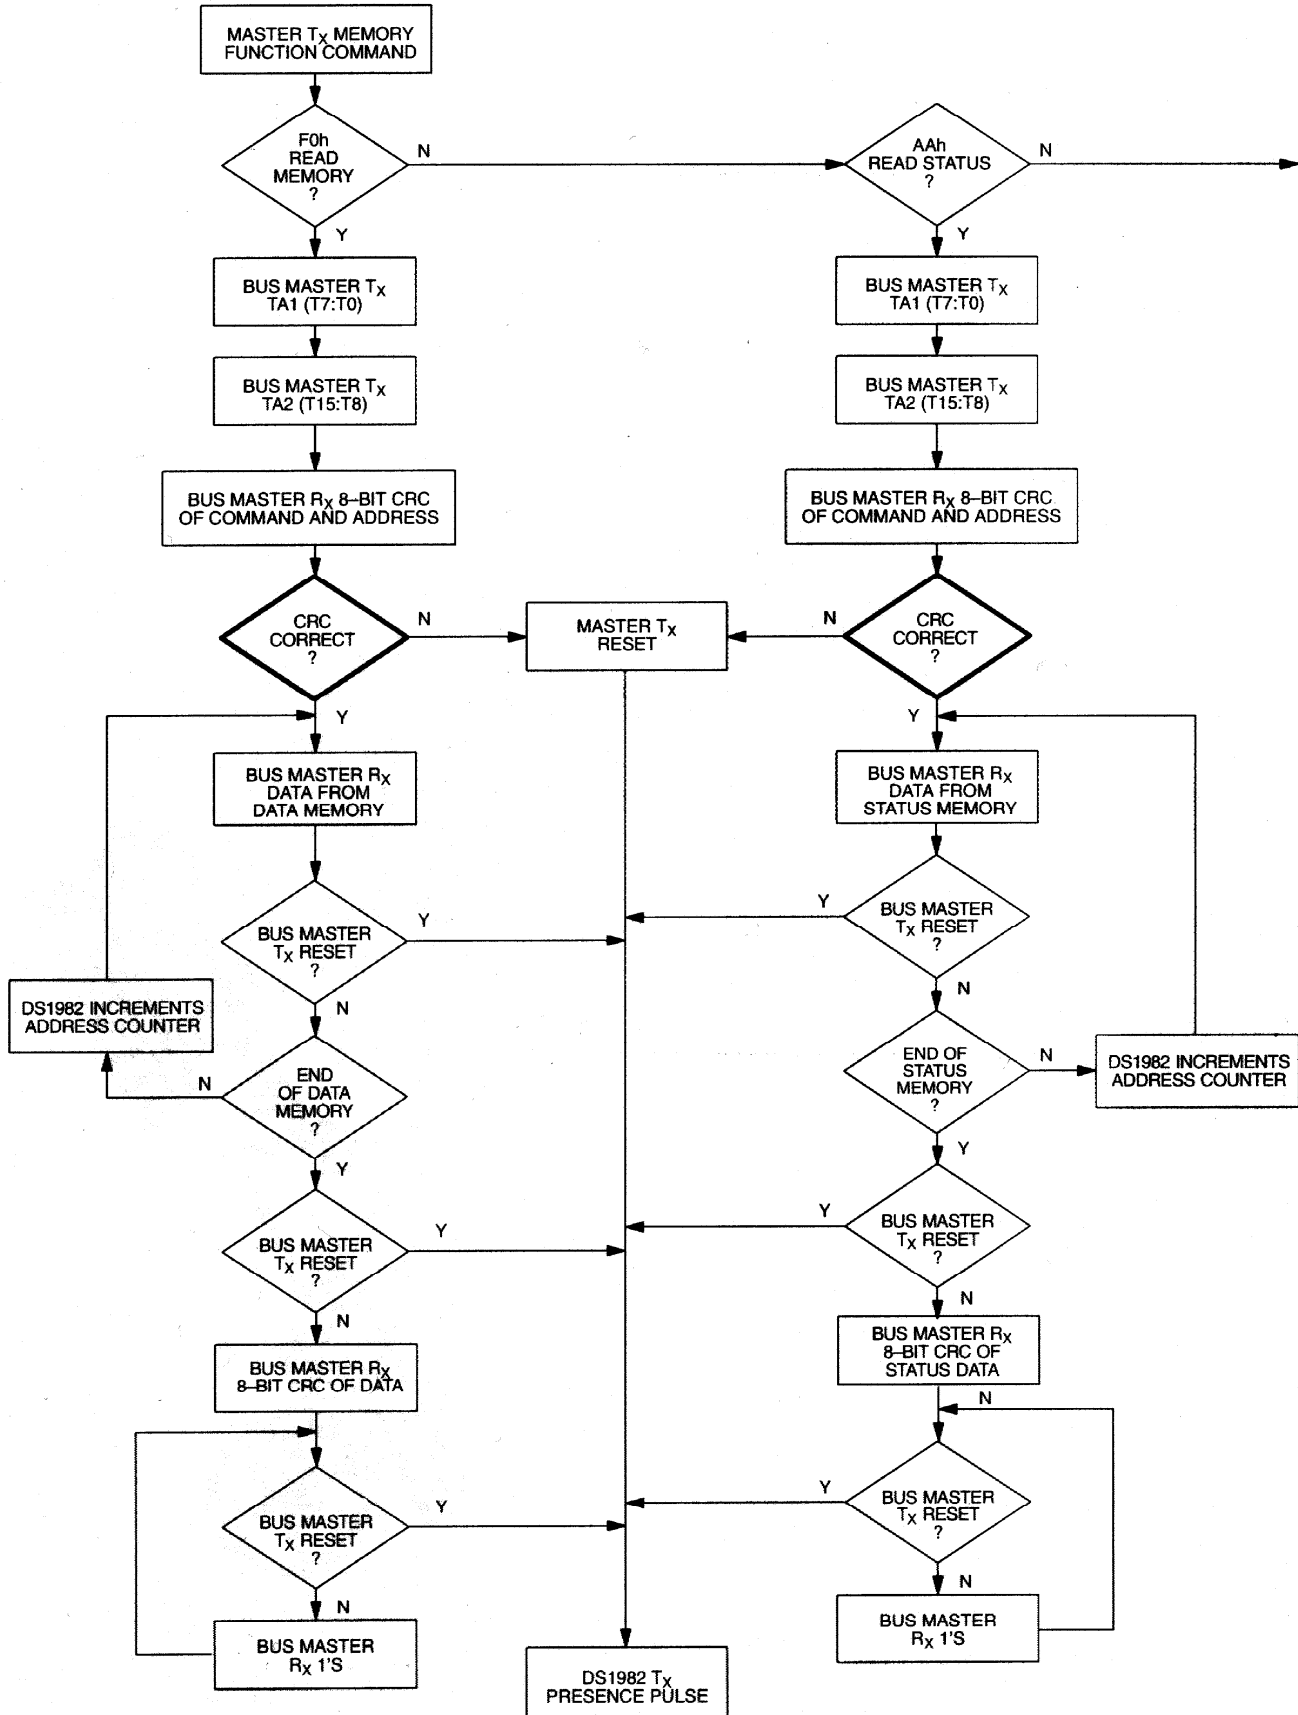 MASTER TX MEMORY
FUNCTION COMMAND
F0h
READ
MEMORY
?
N
Y
AAh
READ STATUS
?
N
Y
BUS MASTER TX
TA1 (T7:T0)
BUS MASTER TX
TA1 (T7:T0)
BUS MASTER TX
TA2 (T15:T8)
BUS MASTER TX
TA2 (T15:T8)
BUS MASTER RX 8–BIT CRC
OF COMMAND AND ADDRESS
BUS MASTER RX 8–BIT CRC
OF COMMAND AND ADDRESS
CRC
CORRECT
?
N
Y
MASTER TX
RESET
N
CRC
CORRECT
?
Y
BUS MASTER RX
DATA FROM
DATA MEMORY
BUS MASTER RX
DATA FROM
STATUS MEMORY
BUS MASTER
TX RESET
?
Y
N
Y
BUS MASTER
TX RESET
?
N
DS1982 INCREMENTS
ADDRESS COUNTER
N
END
OF DATA
MEMORY
?
Y
END OF
STATUS
MEMORY
?
N
Y
DS1982 INCREMENTS
ADDRESS COUNTER
BUS MASTER
TX RESET
?
Y
N
Y
BUS MASTER
TX RESET
?
N
BUS MASTER RX
8–BIT CRC OF DATA
BUS MASTER RX
8–BIT CRC OF
STATUS DATA
N
BUS MASTER
TX RESET
?
Y
N
Y
BUS MASTER
TX RESET
?
N
BUS MASTER
RX 1'S
BUS MASTER
RX 1'S
DS1982 TX
PRESENCE PULSE